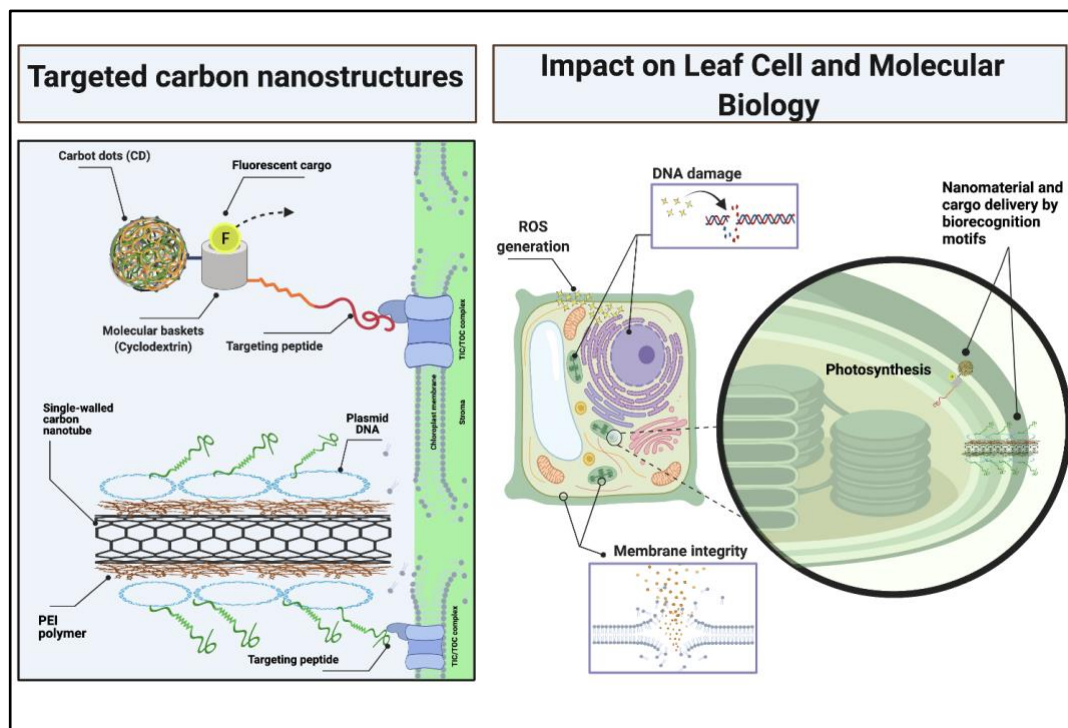 Targeted carbon nanostructures
Impact on Leaf Cell and Molecular
Biology
Carbot dots (CD)
Fluorescent cargo
F
Molecular baskets
(Cyclodextrin)
Targeting peptide
TIC/TOC complex
Chloroplast membrane
Stroma
Single-walled
carbon
nanotube
Plasmid
DNA
PEI
polymer
Targeting peptide
TIC/TOC complex
DNA damage
ROS
generation
Nanomaterial and
cargo delivery by
biorecognition
motifs
Photosynthesis
Membrane integrity